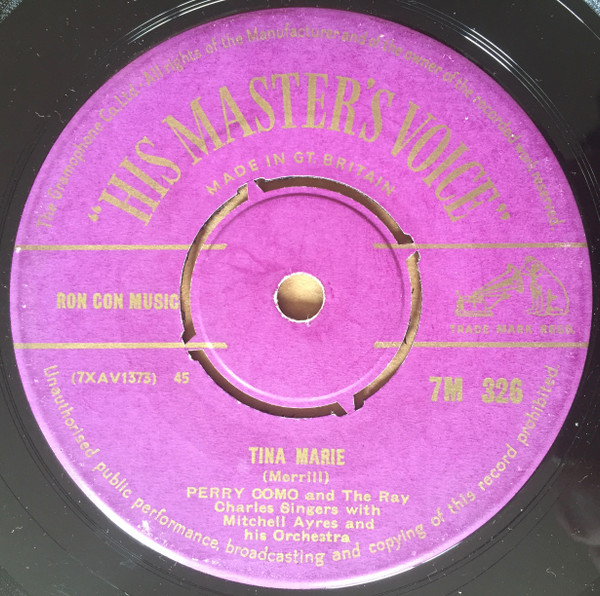 The Gramophone Co. Ltd. - All rights of the Manufacturer and of the owner of the recorded work reserved
"HIS MASTER'S VOICE"
MADE IN GT. BRITAIN
RON CON MUSIC
TRADE MARK REGD.
(7XAV1373) 45
7M 326
TINA MARIE
(Merrill)
PERRY COMO and The Ray
Charles Singers with
Mitchell Ayres and
his Orchestra
Unauthorised public performance, broadcasting and copying of this record prohibited